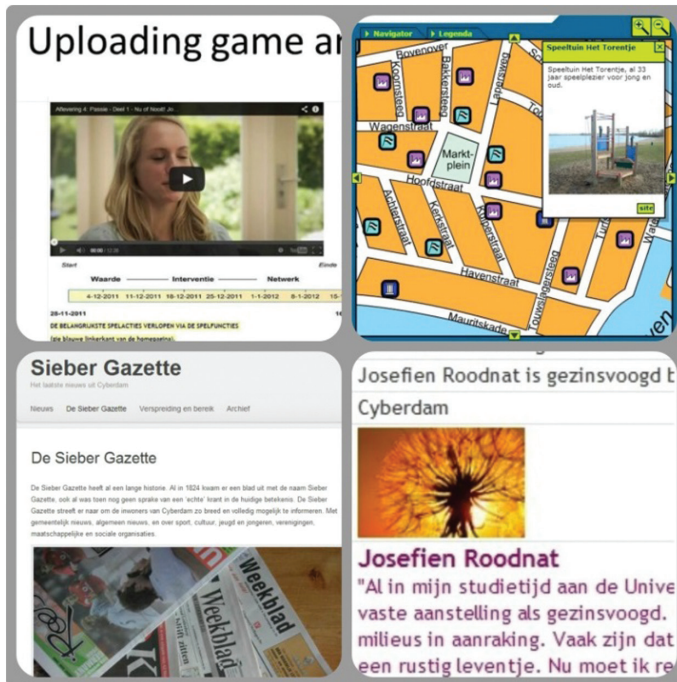 Uploading game
Aflevering 4: Passie - Deel 1 - Nu of Nooit! Jo...
Start
Einde
Waarde
Interventie
Netwerk
4-12-2011 11-12-2011 18-12-2011 25-12-2011 1-1-2012 8-1-2012 15-
28-11-2011
DE BELANGRIJKSTE SPELACTIES VERLOPEN VIA DE SPELFUNCTIES
(zie blauwe linkerkant van de homepagina).
Navigator
Legenda
Bovenover
Koornsteeg
Bakkersteeg
Lapersweg
Wagenstraat
Markt-
plein
Hoofdstraat
Achterstraat
Kerkstraat
Kuiperstraat
Havenstraat
Touwslagersteeg
Mauritskade
Speeltuin Het Torentje
Speeltuin Het Torentje, al 33
jaar speelplezier voor jong en
oud.
site
Sieber Gazette
Het laatste nieuws uit Cyberdam
Nieuws De Sieber Gazette Verspreiding en bereik Archief
De Sieber Gazette
De Sieber Gazette heeft al een lange historie. Al in 1824 kwam er een blad uit met de naam Sieber
Gazette, ook al was toen nog geen sprake van een 'echte' krant in de huidige betekenis. De Sieber
Gazette streeft er naar om de inwoners van Cyberdam zo breed en volledig mogelijk te informeren. Met
gemeentelijk nieuws, algemeen nieuws, en over sport, cultuur, jeugd en jongeren, verenigingen,
maatschappelijke en sociale organisaties.
Weekblad
Weekblad
Josefien Roodnat is gezinsvoogd b
Cyberdam
Josefien Roodnat
"Al in mijn studietijd aan de Unive
vaste aanstelling als gezinsvoogd.
milieus in aanraking. Vaak zijn dat
een rustig leventje. Nu moet ik re